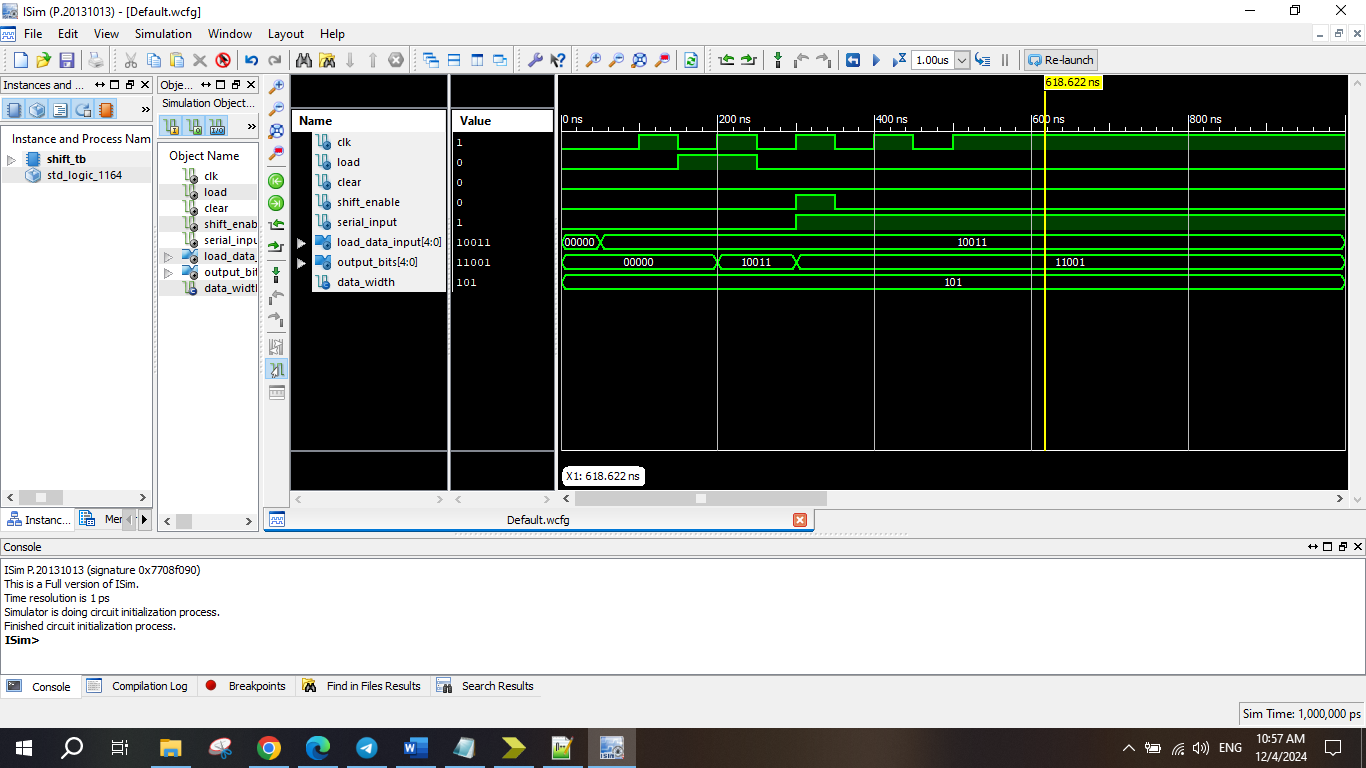 ISim (P.20131013) - [Default.wcfg]
File Edit View Simulation Window Layout Help
1.00us Re-launch
Instances and ...
Instance and Process Nam
shift_tb
std_logic_1164
Instanc...
Obje...
Simulation Object...
Object Name
clk
load
clear
shift_enab
serial_inpu
load_data_
output_bit
data_width
Name Value
clk 1
load 0
clear 0
shift_enable 0
serial_input 1
load_data_input[4:0] 10011
output_bits[4:0] 11001
data_width 101
618.622 ns
0 ns 200 ns 400 ns 600 ns 800 ns
00000 10011
00000 10011 11001
101
X1: 618.622 ns
Default.wcfg
Console
ISim P.20131013 (signature 0x7708f090)
This is a Full version of ISim.
Time resolution is 1 ps
Simulator is doing circuit initialization process.
Finished circuit initialization process.
ISim>
Console Compilation Log Breakpoints Find in Files Results Search Results
Sim Time: 1,000,000 ps
ENG 10:57 AM
12/4/2024